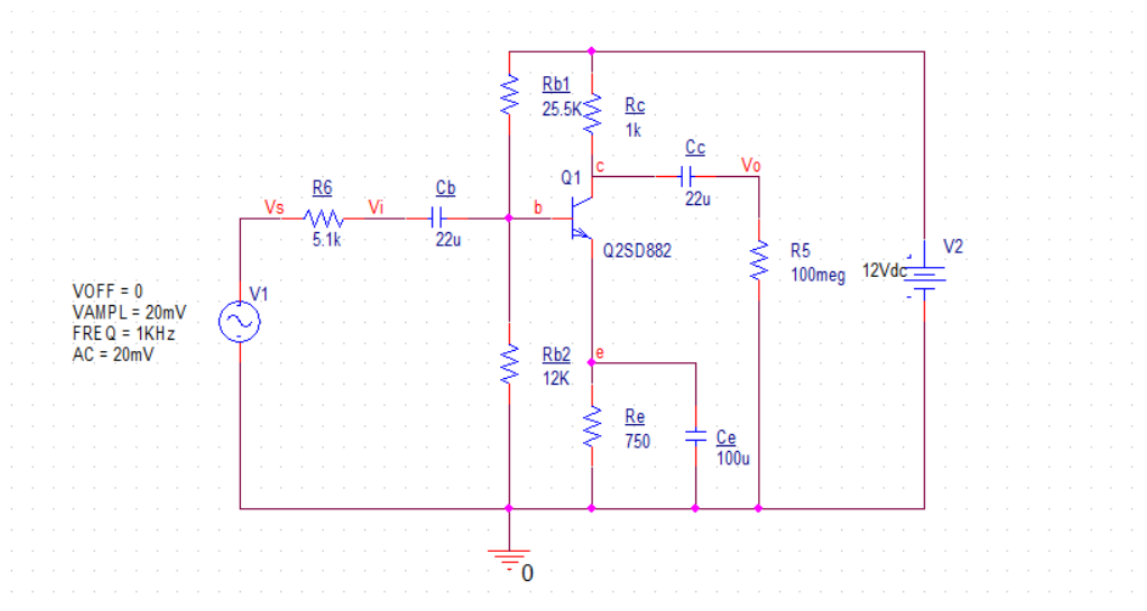 Rb1
25.5K
Rc
1k
Cc
c
Vo
Q1
22u
R6
Cb
Vs
Vi
b
5.1k
22u
Q2SD882
R5
100meg
12Vdc
V2
VOFF = 0
VAMPL = 20mV
FREQ = 1KHz
AC = 20mV
V1
-
-
Rb2
12K
e
Re
750
Ce
100u
0